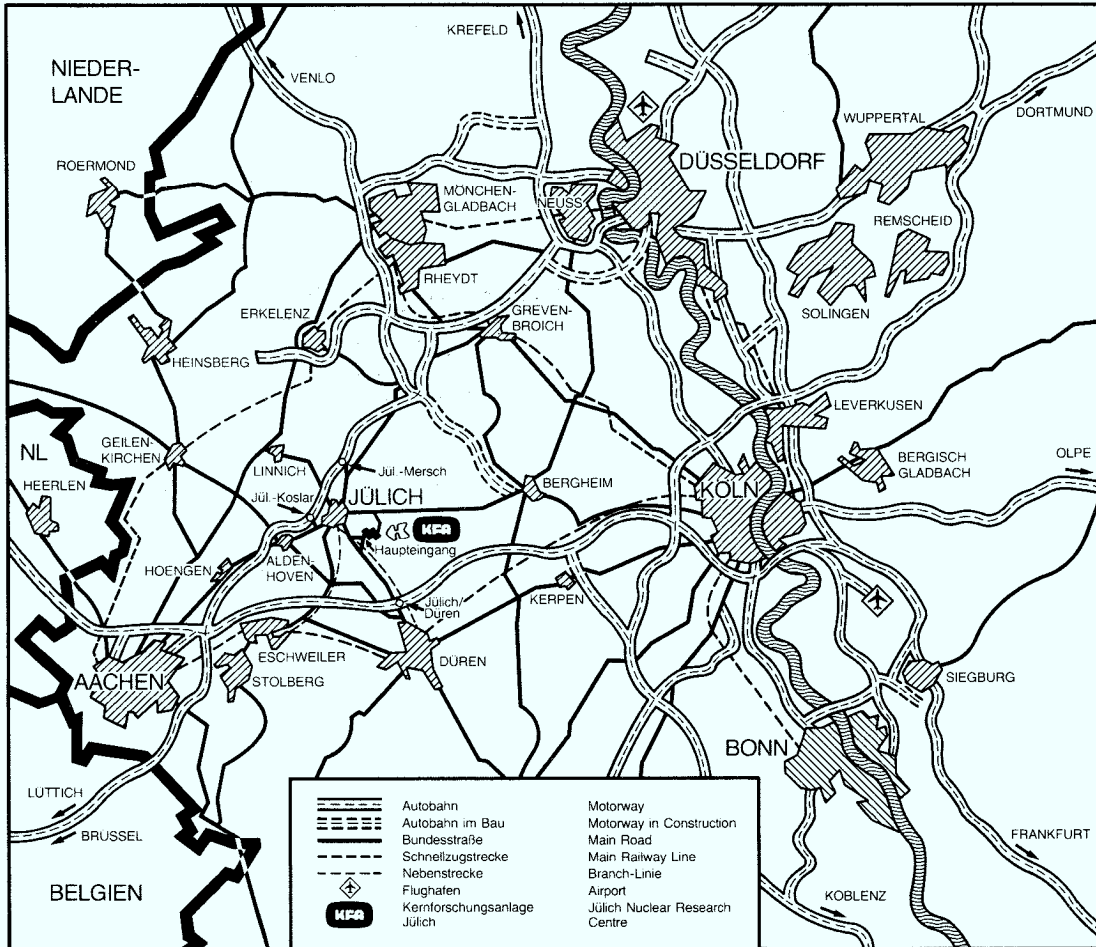 KREFELD
NIEDER-
LANDE
VENLO
DORTMUND
WUPPERTAL
DÜSSELDORF
ROERMOND
MÖNCHEN-
GLADBACH
NEUSS
REMSCHEID
RHEYDT
ERKELENZ
GREVEN-
BROICH
SOLINGEN
HEINSBERG
LEVERKUSEN
GEILEN-
KIRCHEN
NL
LINNICH
Jül.-Mersch
BERGISCH
GLADBACH
OLPE
HEERLEN
Jül.-Koslar
JÜLICH
BERGHEIM
KÖLN
KFA
Haupteingang
HOENGEN
ALDEN-
HOVEN
Jülich/
Düren
KERPEN
ESCHWEILER
DÜREN
AACHEN
STOLBERG
SIEGBURG
BONN
LÜTTICH
BRÜSSEL
FRANKFURT
BELGIEN
KOBLENZ
Autobahn Motorway
Autobahn im Bau Motorway in Construction
Bundesstraße Main Road
Schnellzugstrecke Main Railway Line
Nebenstrecke Branch-Linie
Flughafen Airport
KFA Kernforschungsanlage Jülich Nuclear Research
Jülich Centre